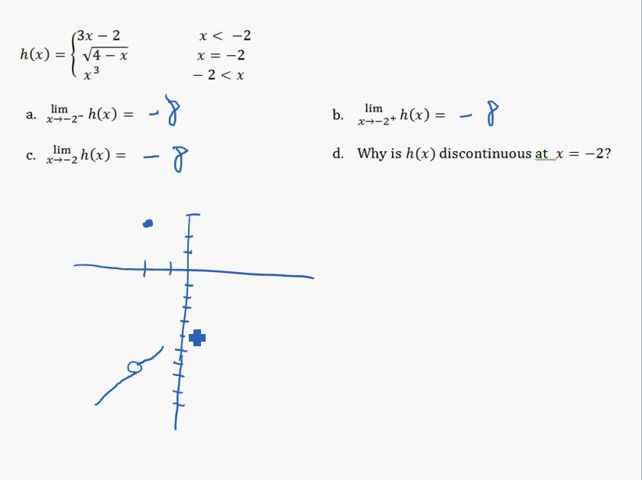 h(x) = { 3x − 2    x < −2
√4 − x    x = −2
x³    −2 < x
a. lim x→−2⁻ h(x) = −8
b. lim x→−2⁺ h(x) = −8
c. lim x→−2 h(x) = −8
d. Why is h(x) discontinuous at x = −2?